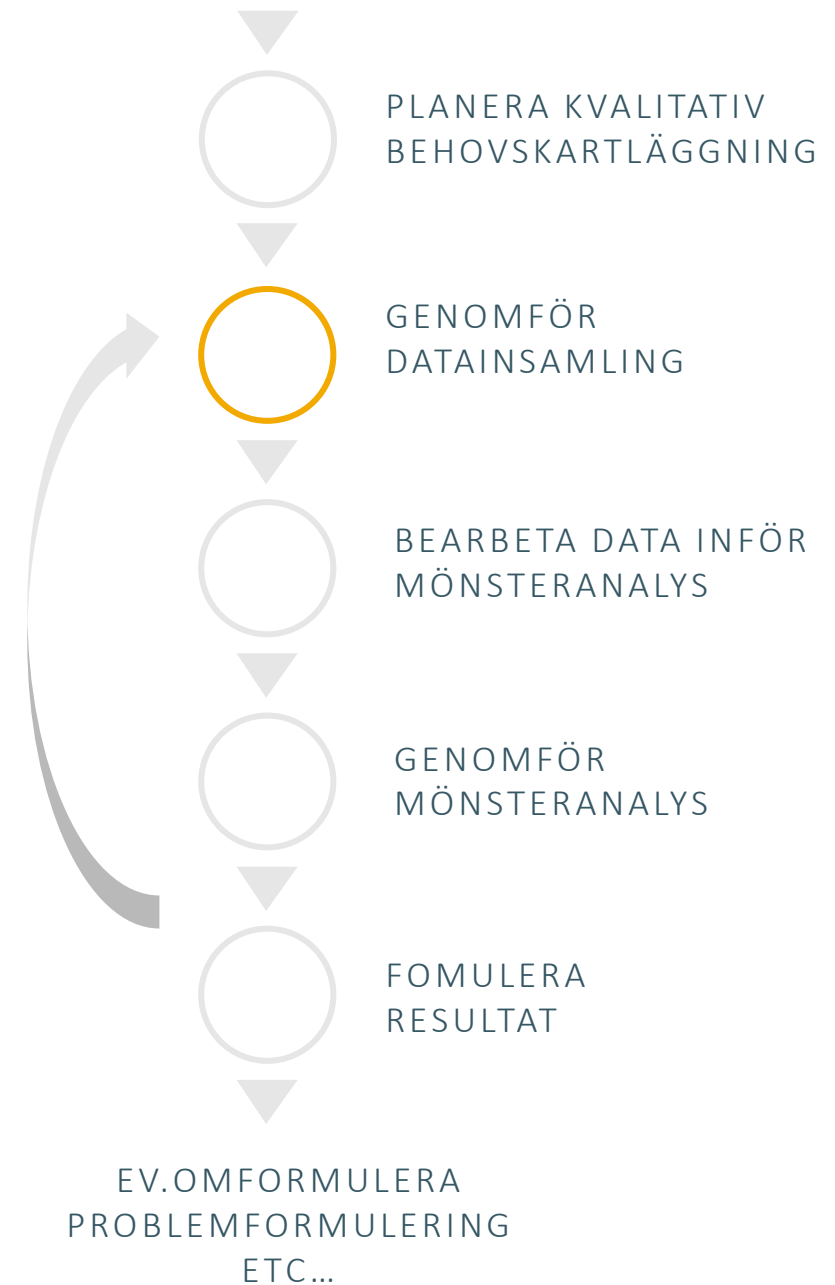 PLANERA KVALITATIV
BEHOVSKARTLÄGGNING
GENOMFÖR
DATAINSAMLING
BEARBETA DATA INFÖR
MÖNSTERANALYS
GENOMFÖR
MÖNSTERANALYS
FOMULERA
RESULTAT
EV.OMFORMULERA
PROBLEMFORMULERING
ETC…